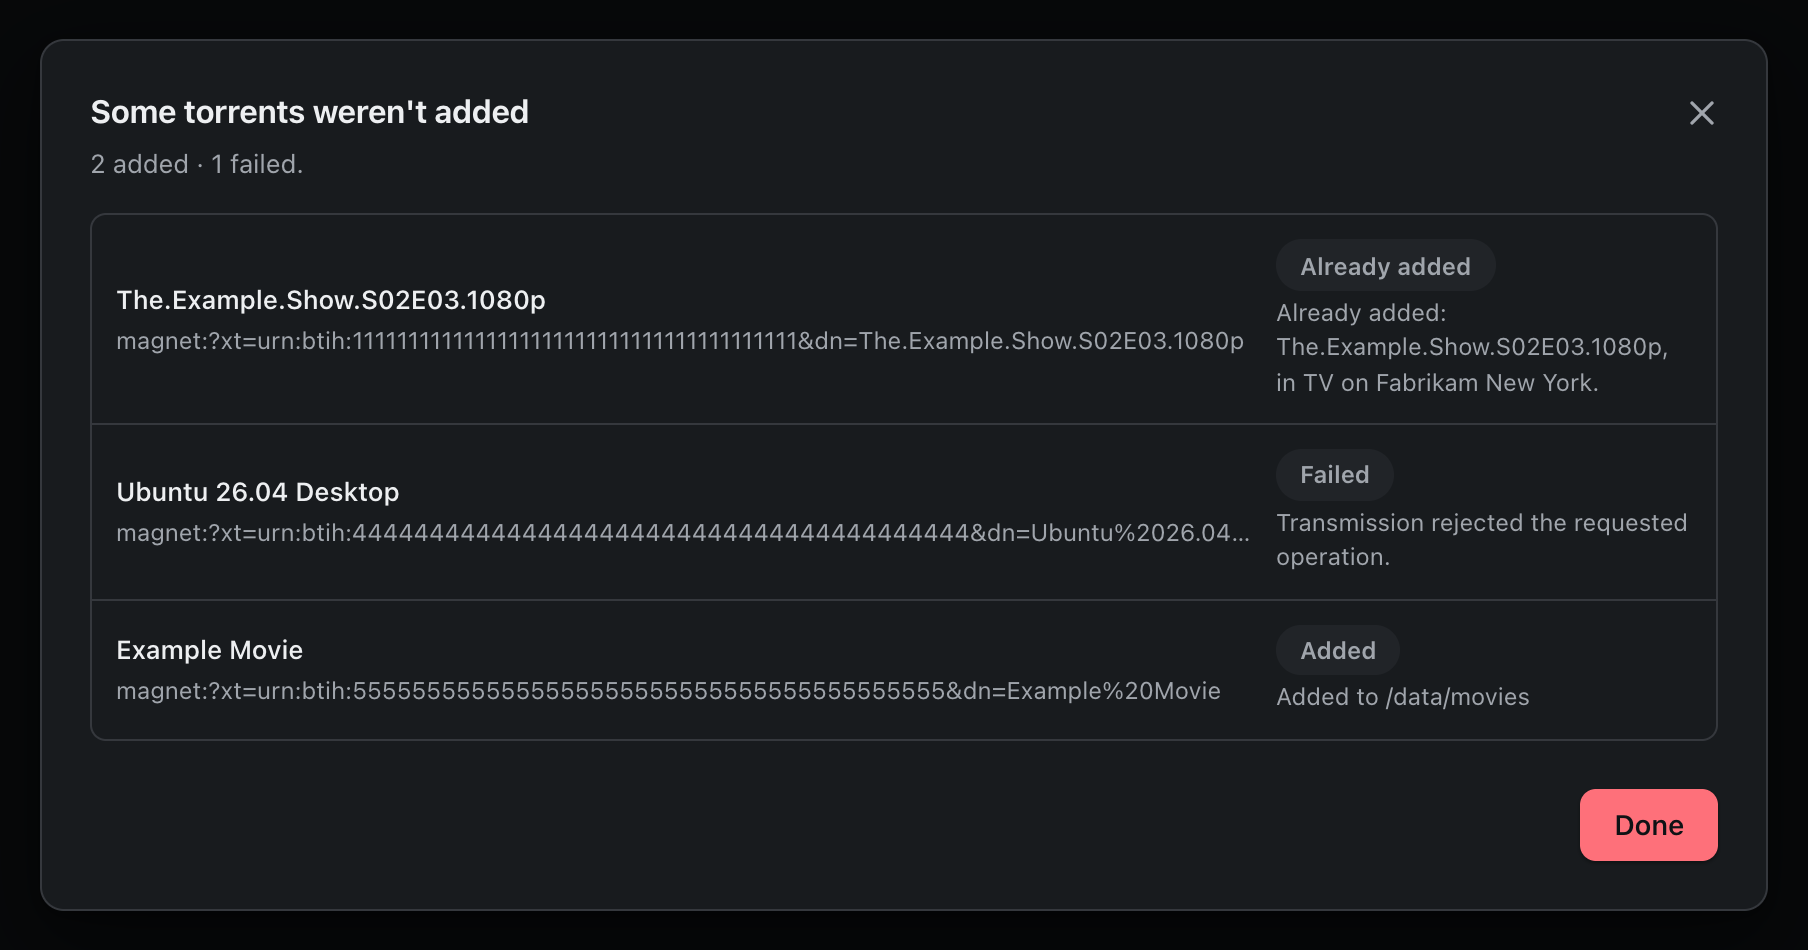 Some torrents weren't added
2 added · 1 failed.
The.Example.Show.S02E03.1080p
magnet:?xt=urn:btih:1111111111111111111111111111111111111111&dn=The.Example.Show.S02E03.1080p
Already added
Already added:
The.Example.Show.S02E03.1080p,
in TV on Fabrikam New York.
Ubuntu 26.04 Desktop
magnet:?xt=urn:btih:4444444444444444444444444444444444444444&dn=Ubuntu%2026.04...
Failed
Transmission rejected the requested
operation.
Example Movie
magnet:?xt=urn:btih:5555555555555555555555555555555555555555&dn=Example%20Movie
Added
Added to /data/movies
Done